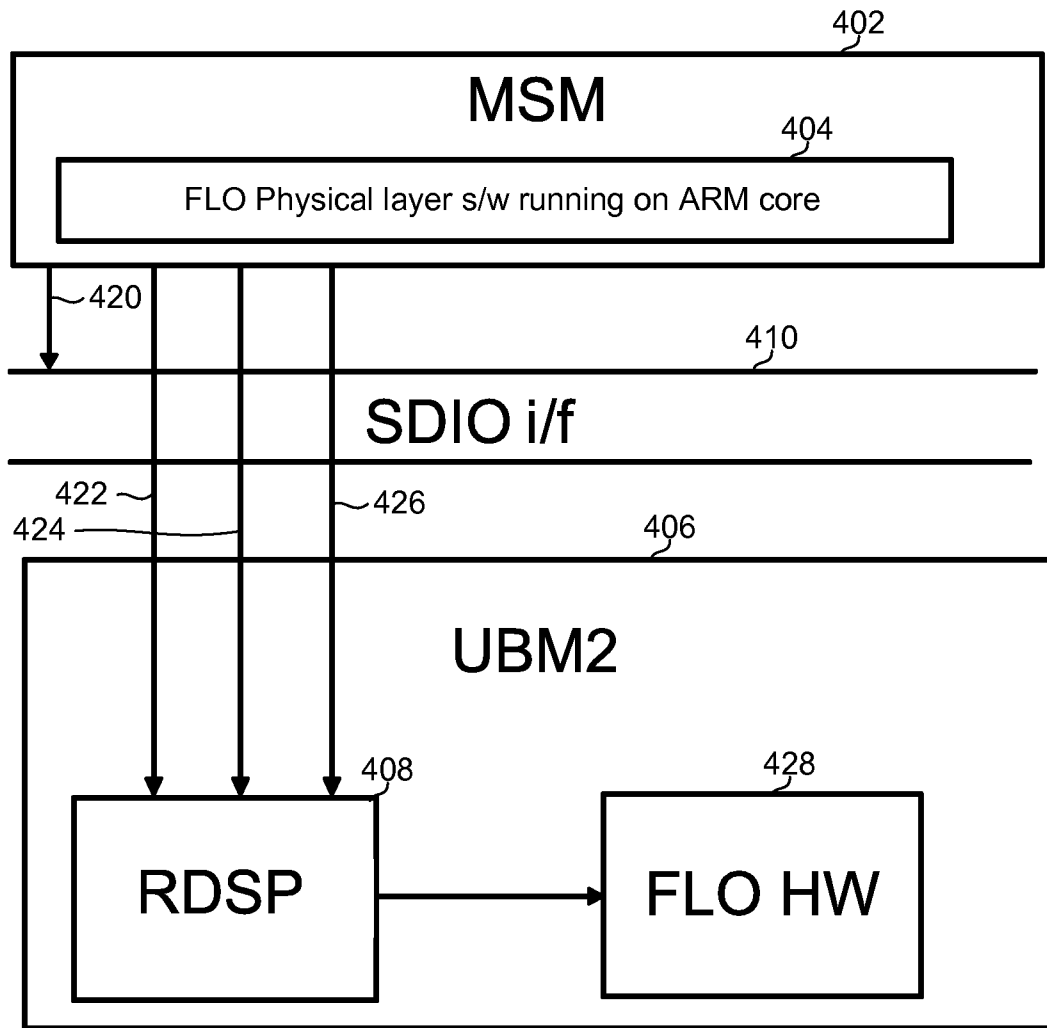 402
MSM
404
FLO Physical layer s/w running on ARM core
420
410
SDIO i/f
422
426
424
406
UBM2
408
428
RDSP
FLO HW